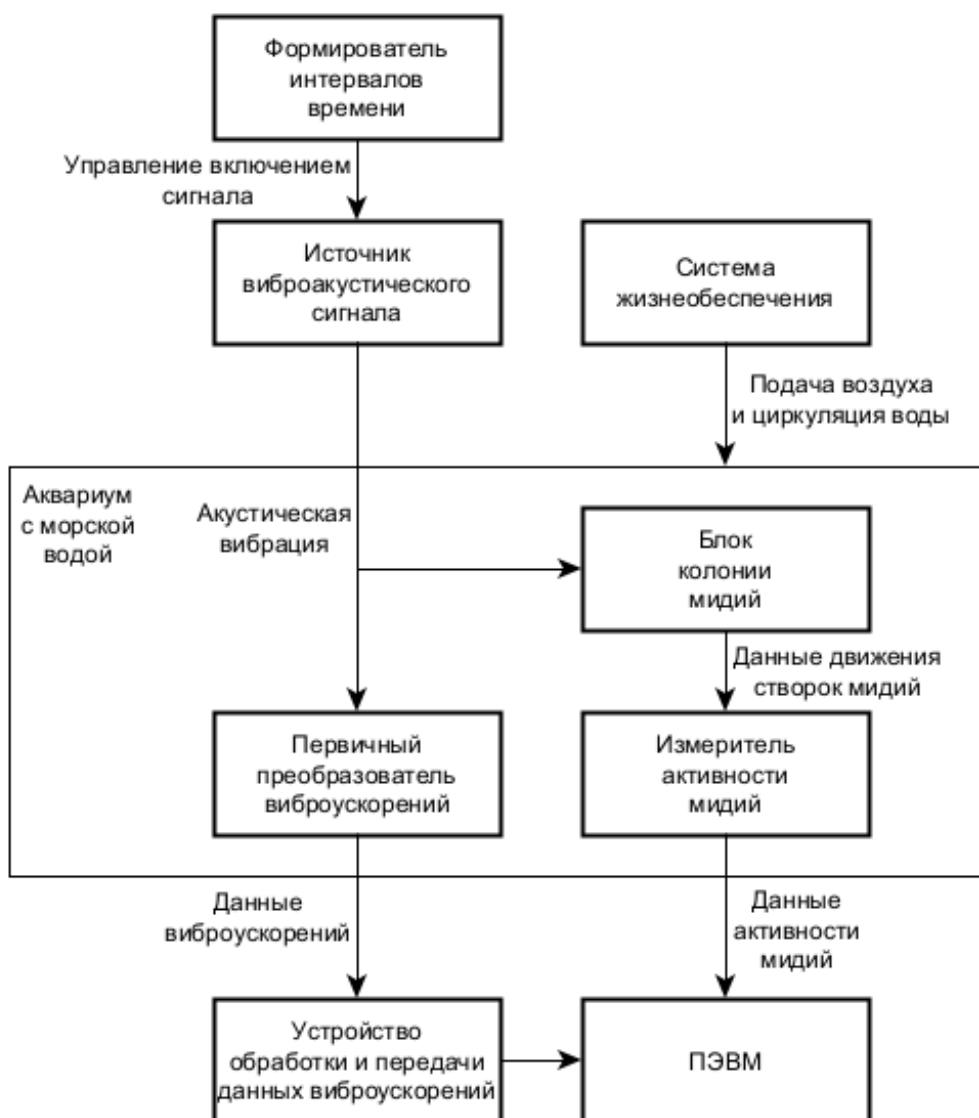 Формирователь
интервалов
времени
Управление включением
сигнала
Источник
виброакустического
сигнала
Система
жизнеобеспечения
Подача воздуха
и циркуляция воды
Аквариум
с морской
водой
Акустическая
вибрация
Блок
колонии
мидий
Данные движения
створок мидий
Первичный
преобразователь
виброускорений
Измеритель
активности
мидий
Данные
виброускорений
Данные
активности
мидий
Устройство
обработки и передачи
данных виброускорений
ПЭВМ